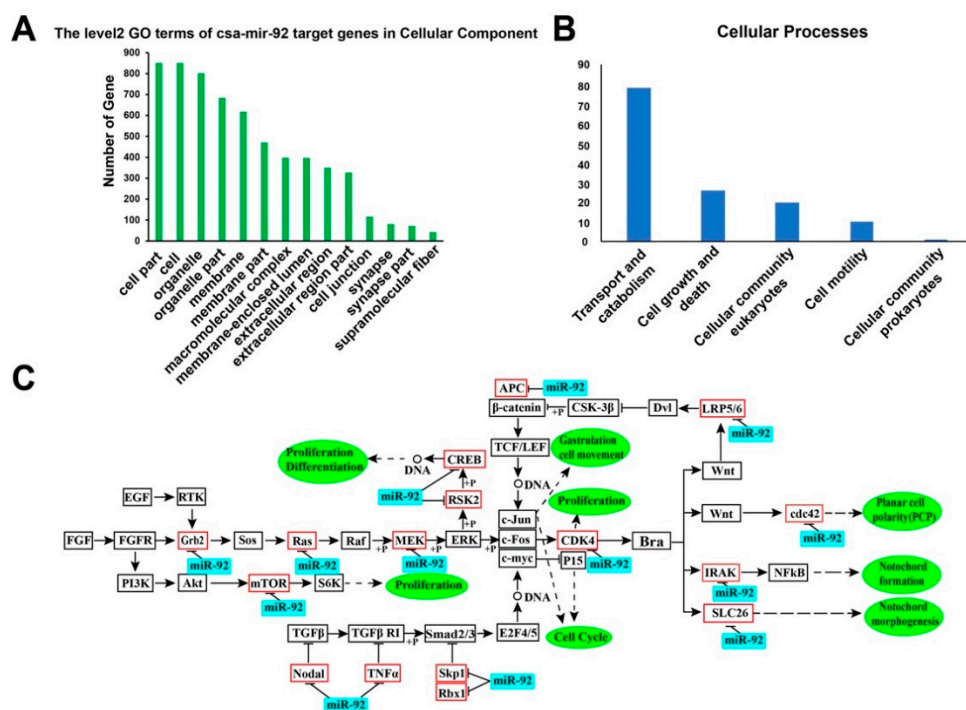 A
The level2 GO terms of csa-mir-92 target genes in Cellular Component
Number of Gene
900
800
700
600
500
400
300
200
100
0
cell part
cell
organelle
organelle part
membrane
membrane part
macromolecular complex
membrane-enclosed lumen
extracellular region
extracellular region part
cell junction
synapse
synapse part
supramolecular fiber
B
Cellular Processes
90
80
70
60
50
40
30
20
10
0
Transport and
catabolism
Cell growth and
death
Cellular community
eukaryotes
Cell motility
Cellular community
prokaryotes
C
APC
miR-92
β-catenin
+P
CSK-3β
Dvl
LRP5/6
miR-92
TCF/LEF
Gastrulation
cell movement
Proliferation
Differentiation
DNA
CREB
miR-92
+P
RSK2
+P
DNA
Wnt
EGF
RTK
Proliferation
Wnt
cdc42
Planar cell
polarity(PCP)
miR-92
FGF
FGFR
Grb2
Sos
Ras
Raf
+P
MEK
+P
ERK
+P
c-Jun
c-Fos
c-myc
CDK4
P15
Bra
miR-92
miR-92
miR-92
miR-92
PI3K
Akt
mTOR
S6K
Proliferation
miR-92
IRAK
NFkB
Notochord
formation
miR-92
SLC26
Notochord
morphogenesis
miR-92
DNA
TGFβ
TGFβ RI
+P
Smad2/3
E2F4/5
Cell Cycle
Nodal
TNFα
Skp1
Rbx1
miR-92
miR-92